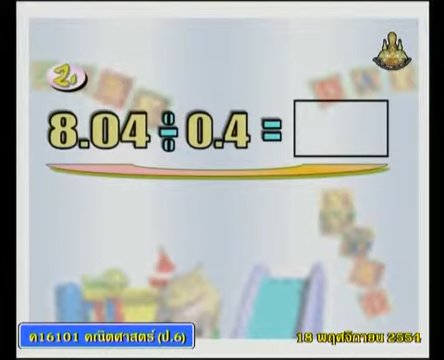 2.
8.04 ÷ 0.4 =
ค16101 คณิตศาสตร์ (ป.6)
18 พฤศจิกายน 2554